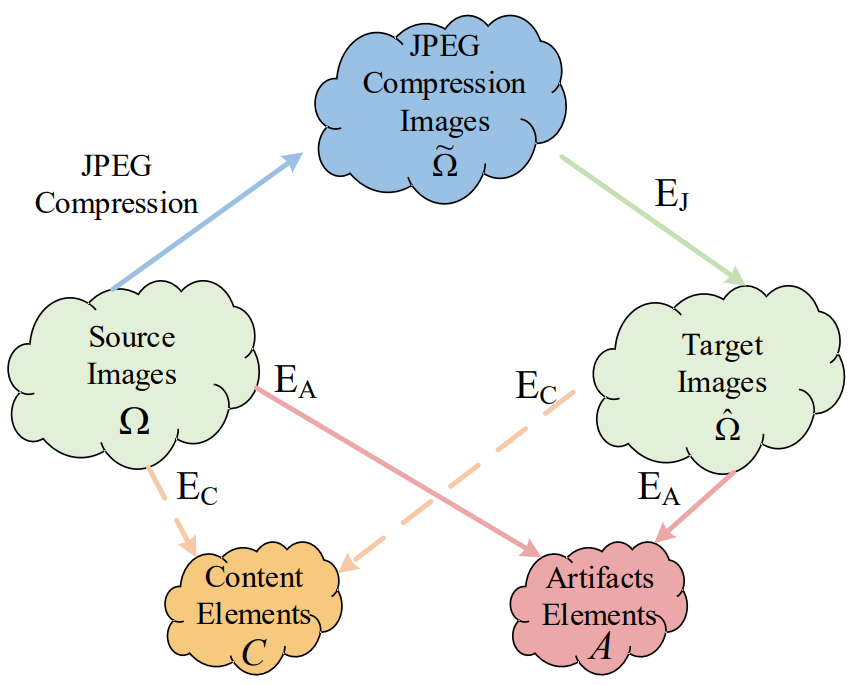 JPEG
Compression
Images
Ω̃
JPEG
Compression
E_J
Source
Images
Ω
Target
Images
Ω̂
E_A
E_C
E_C
E_A
Content
Elements
C
Artifacts
Elements
A